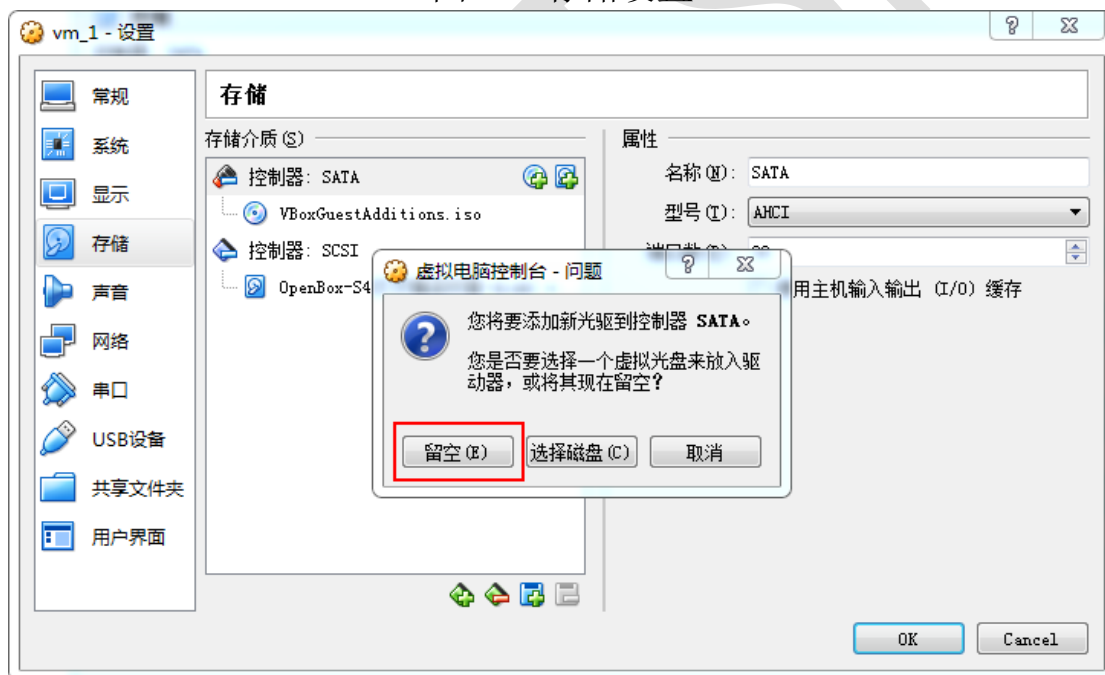 vm_1 - 设置
常规
系统
显示
存储
声音
网络
串口
USB设备
共享文件夹
用户界面
存储
存储介质(S)
控制器: SATA
VBoxGuestAdditions.iso
控制器: SCSI
OpenBox-S4
属性
名称(N): SATA
型号(T): AHCI
用主机输入输出 (I/O) 缓存
虚拟电脑控制台 - 问题
您将要添加新光驱到控制器 SATA。
您是否要选择一个虚拟光盘来放入驱
动器，或将其现在留空?
留空(E) 选择磁盘(C) 取消
OK Cancel